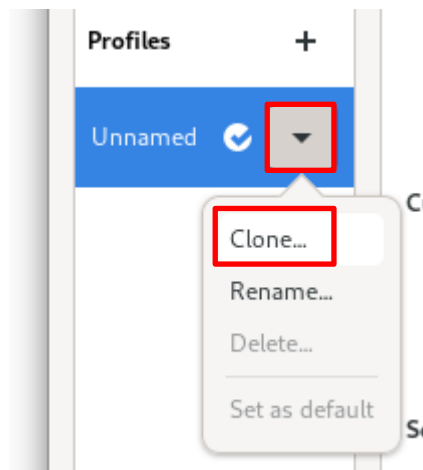 Profiles +
Unnamed
C
Clone...
Rename...
Delete...
Set as default
S